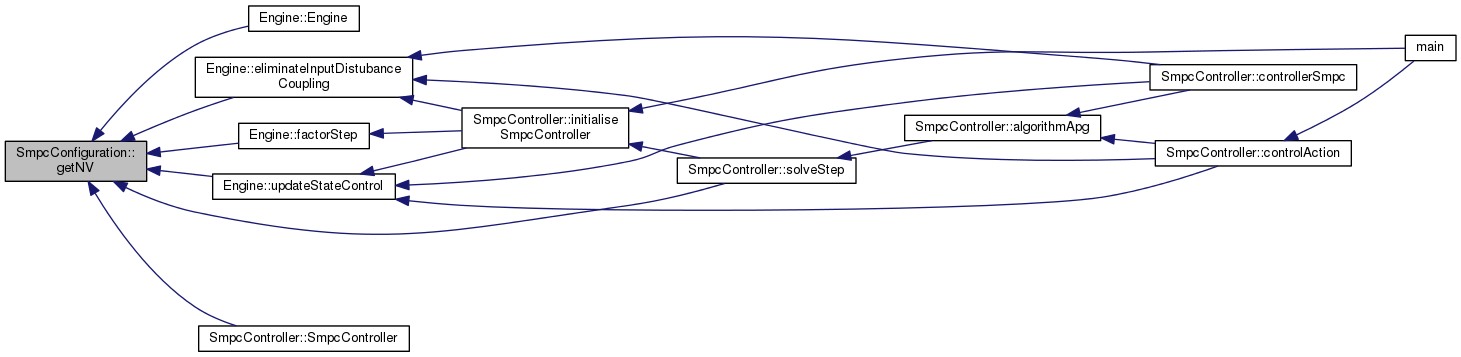 SmpcConfiguration::
getNV
Engine::Engine
Engine::eliminateInputDistubance
Coupling
Engine::factorStep
Engine::updateStateControl
SmpcController::SmpcController
SmpcController::initialise
SmpcController
SmpcController::solveStep
SmpcController::algorithmApg
SmpcController::controllerSmpc
SmpcController::controlAction
main